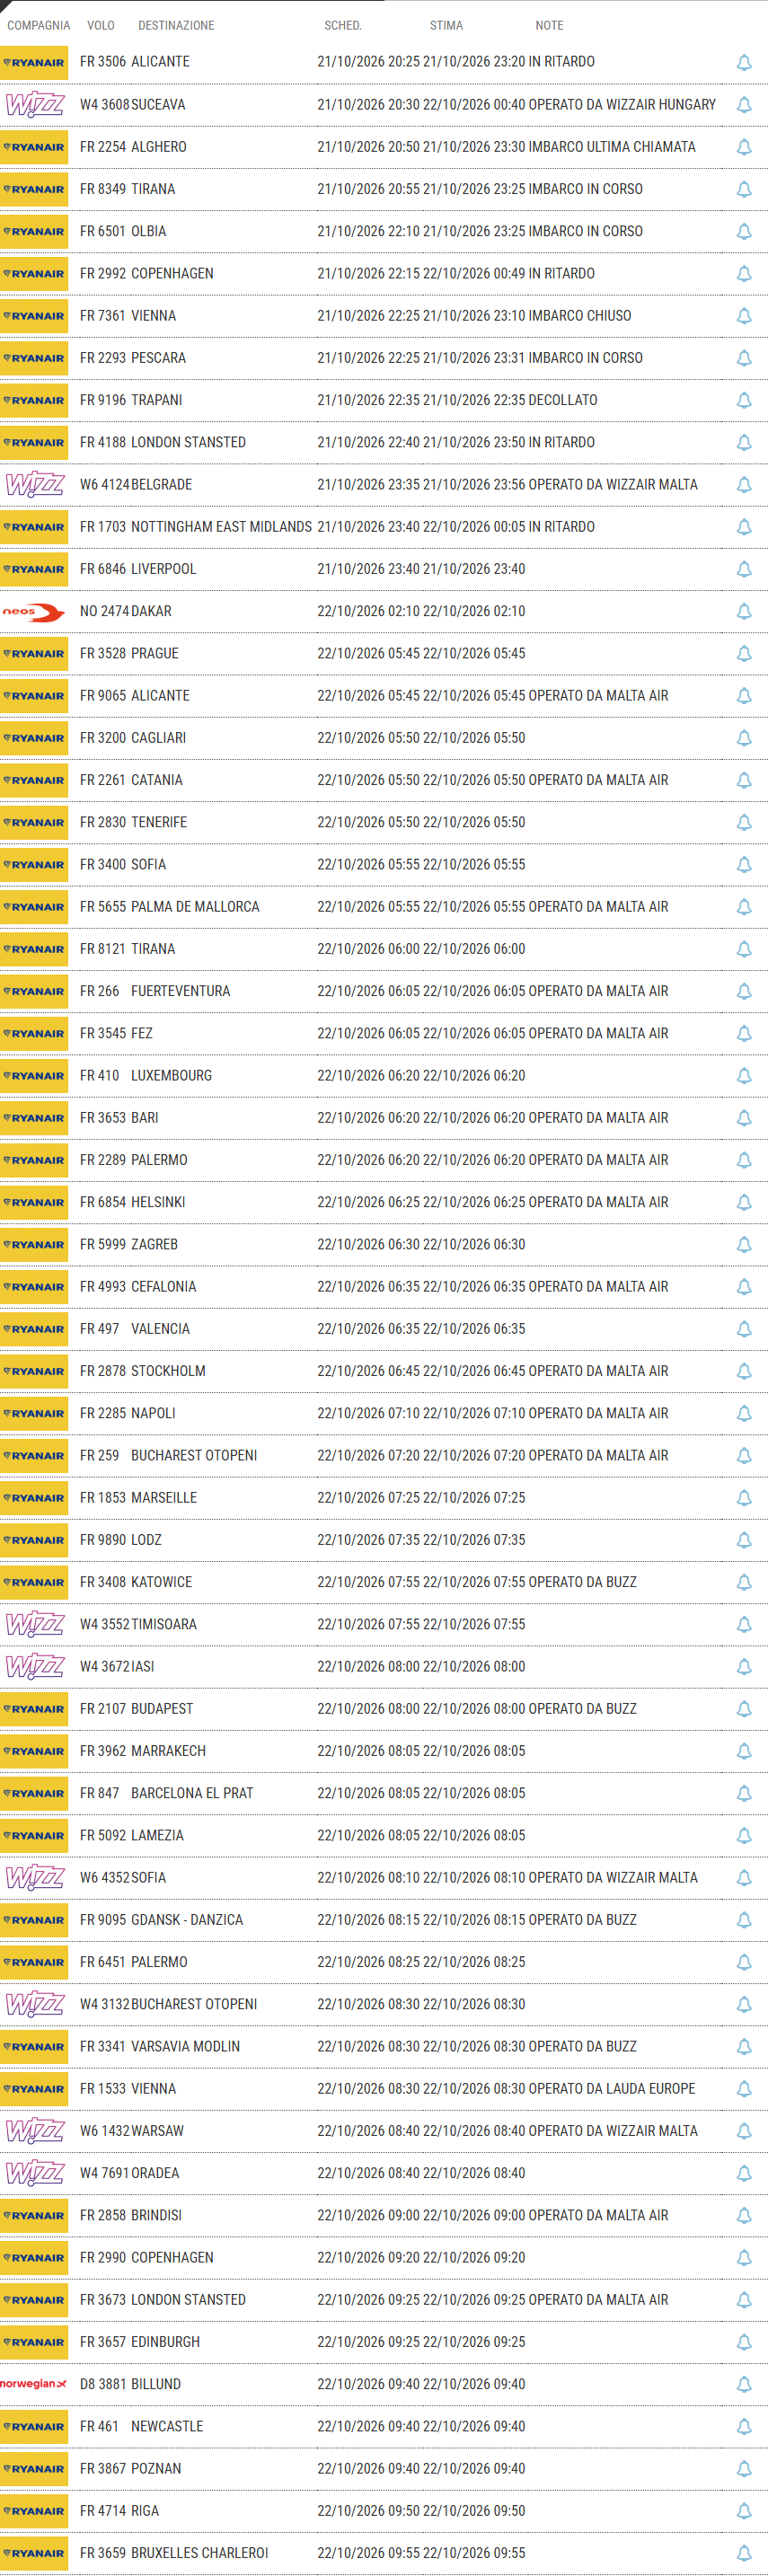 COMPAGNIA VOLO DESTINAZIONE SCHED. STIMA NOTE
RYANAIR FR 3506 ALICANTE 21/10/2026 20:25 21/10/2026 23:20 IN RITARDO
WIZZ W4 3608 SUCEAVA 21/10/2026 20:30 22/10/2026 00:40 OPERATO DA WIZZAIR HUNGARY
RYANAIR FR 2254 ALGHERO 21/10/2026 20:50 21/10/2026 23:30 IMBARCO ULTIMA CHIAMATA
RYANAIR FR 8349 TIRANA 21/10/2026 20:55 21/10/2026 23:25 IMBARCO IN CORSO
RYANAIR FR 6501 OLBIA 21/10/2026 22:10 21/10/2026 23:25 IMBARCO IN CORSO
RYANAIR FR 2992 COPENHAGEN 21/10/2026 22:15 22/10/2026 00:49 IN RITARDO
RYANAIR FR 7361 VIENNA 21/10/2026 22:25 21/10/2026 23:10 IMBARCO CHIUSO
RYANAIR FR 2293 PESCARA 21/10/2026 22:25 21/10/2026 23:31 IMBARCO IN CORSO
RYANAIR FR 9196 TRAPANI 21/10/2026 22:35 21/10/2026 22:35 DECOLLATO
RYANAIR FR 4188 LONDON STANSTED 21/10/2026 22:40 21/10/2026 23:50 IN RITARDO
WIZZ W6 4124 BELGRADE 21/10/2026 23:35 21/10/2026 23:56 OPERATO DA WIZZAIR MALTA
RYANAIR FR 1703 NOTTINGHAM EAST MIDLANDS 21/10/2026 23:40 22/10/2026 00:05 IN RITARDO
RYANAIR FR 6846 LIVERPOOL 21/10/2026 23:40 21/10/2026 23:40
neos NO 2474 DAKAR 22/10/2026 02:10 22/10/2026 02:10
RYANAIR FR 3528 PRAGUE 22/10/2026 05:45 22/10/2026 05:45
RYANAIR FR 9065 ALICANTE 22/10/2026 05:45 22/10/2026 05:45 OPERATO DA MALTA AIR
RYANAIR FR 3200 CAGLIARI 22/10/2026 05:50 22/10/2026 05:50
RYANAIR FR 2261 CATANIA 22/10/2026 05:50 22/10/2026 05:50 OPERATO DA MALTA AIR
RYANAIR FR 2830 TENERIFE 22/10/2026 05:50 22/10/2026 05:50
RYANAIR FR 3400 SOFIA 22/10/2026 05:55 22/10/2026 05:55
RYANAIR FR 5655 PALMA DE MALLORCA 22/10/2026 05:55 22/10/2026 05:55 OPERATO DA MALTA AIR
RYANAIR FR 8121 TIRANA 22/10/2026 06:00 22/10/2026 06:00
RYANAIR FR 266 FUERTEVENTURA 22/10/2026 06:05 22/10/2026 06:05 OPERATO DA MALTA AIR
RYANAIR FR 3545 FEZ 22/10/2026 06:05 22/10/2026 06:05 OPERATO DA MALTA AIR
RYANAIR FR 410 LUXEMBOURG 22/10/2026 06:20 22/10/2026 06:20
RYANAIR FR 3653 BARI 22/10/2026 06:20 22/10/2026 06:20 OPERATO DA MALTA AIR
RYANAIR FR 2289 PALERMO 22/10/2026 06:20 22/10/2026 06:20 OPERATO DA MALTA AIR
RYANAIR FR 6854 HELSINKI 22/10/2026 06:25 22/10/2026 06:25 OPERATO DA MALTA AIR
RYANAIR FR 5999 ZAGREB 22/10/2026 06:30 22/10/2026 06:30
RYANAIR FR 4993 CEFALONIA 22/10/2026 06:35 22/10/2026 06:35 OPERATO DA MALTA AIR
RYANAIR FR 497 VALENCIA 22/10/2026 06:35 22/10/2026 06:35
RYANAIR FR 2878 STOCKHOLM 22/10/2026 06:45 22/10/2026 06:45 OPERATO DA MALTA AIR
RYANAIR FR 2285 NAPOLI 22/10/2026 07:10 22/10/2026 07:10 OPERATO DA MALTA AIR
RYANAIR FR 259 BUCHAREST OTOPENI 22/10/2026 07:20 22/10/2026 07:20 OPERATO DA MALTA AIR
RYANAIR FR 1853 MARSEILLE 22/10/2026 07:25 22/10/2026 07:25
RYANAIR FR 9890 LODZ 22/10/2026 07:35 22/10/2026 07:35
RYANAIR FR 3408 KATOWICE 22/10/2026 07:55 22/10/2026 07:55 OPERATO DA BUZZ
WIZZ W4 3552 TIMISOARA 22/10/2026 07:55 22/10/2026 07:55
WIZZ W4 3672 IASI 22/10/2026 08:00 22/10/2026 08:00
RYANAIR FR 2107 BUDAPEST 22/10/2026 08:00 22/10/2026 08:00 OPERATO DA BUZZ
RYANAIR FR 3962 MARRAKECH 22/10/2026 08:05 22/10/2026 08:05
RYANAIR FR 847 BARCELONA EL PRAT 22/10/2026 08:05 22/10/2026 08:05
RYANAIR FR 5092 LAMEZIA 22/10/2026 08:05 22/10/2026 08:05
WIZZ W6 4352 SOFIA 22/10/2026 08:10 22/10/2026 08:10 OPERATO DA WIZZAIR MALTA
RYANAIR FR 9095 GDANSK - DANZICA 22/10/2026 08:15 22/10/2026 08:15 OPERATO DA BUZZ
RYANAIR FR 6451 PALERMO 22/10/2026 08:25 22/10/2026 08:25
WIZZ W4 3132 BUCHAREST OTOPENI 22/10/2026 08:30 22/10/2026 08:30
RYANAIR FR 3341 VARSAVIA MODLIN 22/10/2026 08:30 22/10/2026 08:30 OPERATO DA BUZZ
RYANAIR FR 1533 VIENNA 22/10/2026 08:30 22/10/2026 08:30 OPERATO DA LAUDA EUROPE
WIZZ W6 1432 WARSAW 22/10/2026 08:40 22/10/2026 08:40 OPERATO DA WIZZAIR MALTA
WIZZ W4 7691 ORADEA 22/10/2026 08:40 22/10/2026 08:40
RYANAIR FR 2858 BRINDISI 22/10/2026 09:00 22/10/2026 09:00 OPERATO DA MALTA AIR
RYANAIR FR 2990 COPENHAGEN 22/10/2026 09:20 22/10/2026 09:20
RYANAIR FR 3673 LONDON STANSTED 22/10/2026 09:25 22/10/2026 09:25 OPERATO DA MALTA AIR
RYANAIR FR 3657 EDINBURGH 22/10/2026 09:25 22/10/2026 09:25
norwegian D8 3881 BILLUND 22/10/2026 09:40 22/10/2026 09:40
RYANAIR FR 461 NEWCASTLE 22/10/2026 09:40 22/10/2026 09:40
RYANAIR FR 3867 POZNAN 22/10/2026 09:40 22/10/2026 09:40
RYANAIR FR 4714 RIGA 22/10/2026 09:50 22/10/2026 09:50
RYANAIR FR 3659 BRUXELLES CHARLEROI 22/10/2026 09:55 22/10/2026 09:55